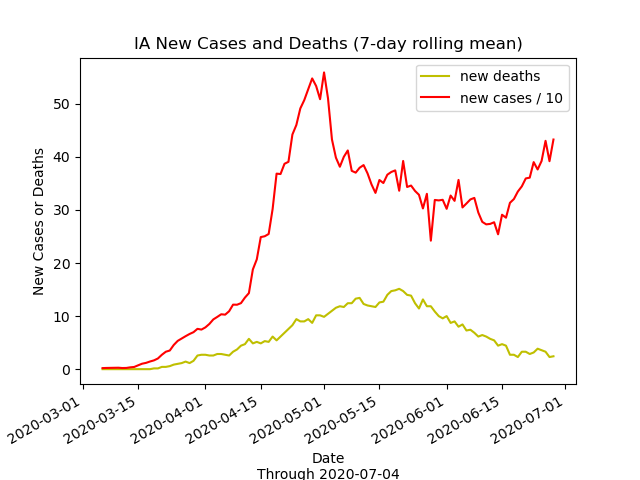 IA New Cases and Deaths (7-day rolling mean)
new deaths
new cases / 10
New Cases or Deaths
50
40
30
20
10
0
2020-03-01
2020-03-15
2020-04-01
2020-04-15
2020-05-01
2020-05-15
2020-06-01
2020-06-15
2020-07-01
Date
Through 2020-07-04